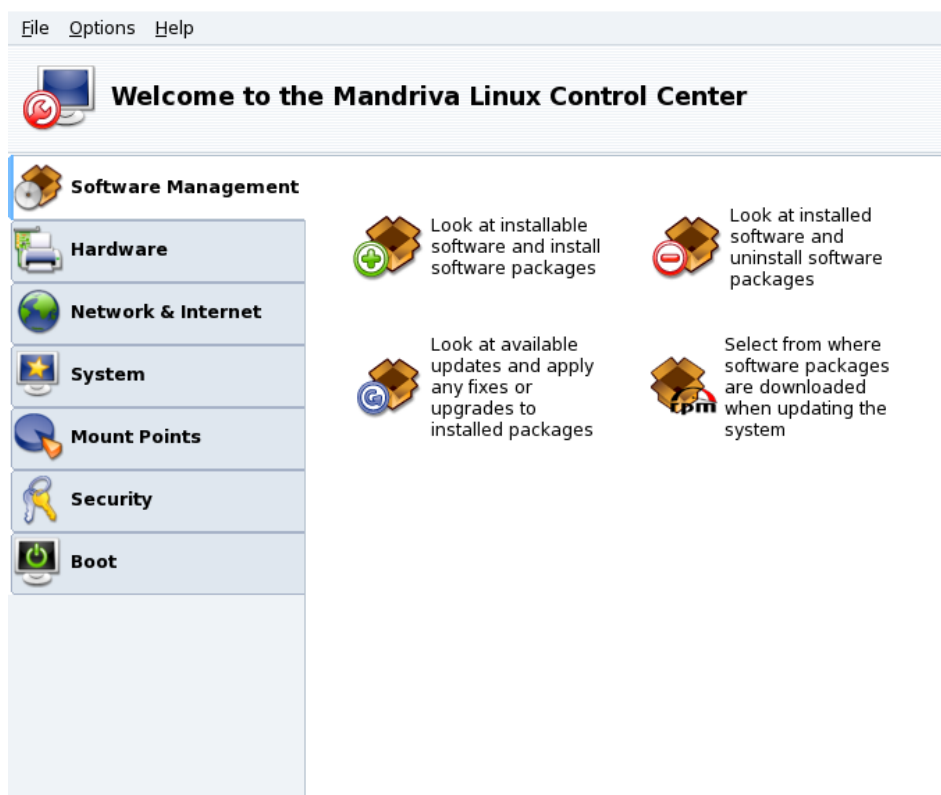 File Options Help
Welcome to the Mandriva Linux Control Center
Software Management
Hardware
Network & Internet
System
Mount Points
Security
Boot
Look at installable
software and install
software packages
Look at installed
software and
uninstall software
packages
Look at available
updates and apply
any fixes or
upgrades to
installed packages
rpm
Select from where
software packages
are downloaded
when updating the
system